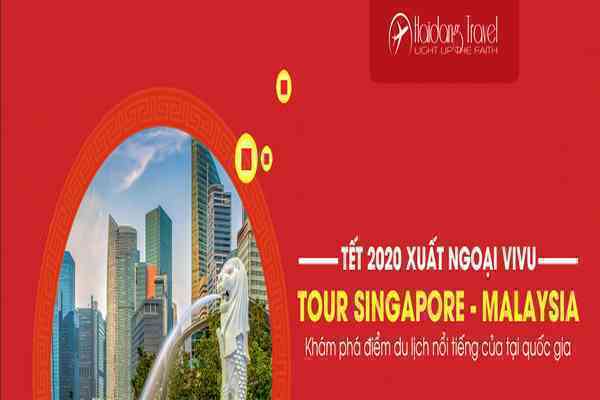 Haidang Travel
LIGHT UP THE FAITH
TẾT 2020 XUẤT NGOẠI VIVU
TOUR SINGAPORE - MALAYSIA
Khám phá điểm du lịch nổi tiếng của tại quốc gia